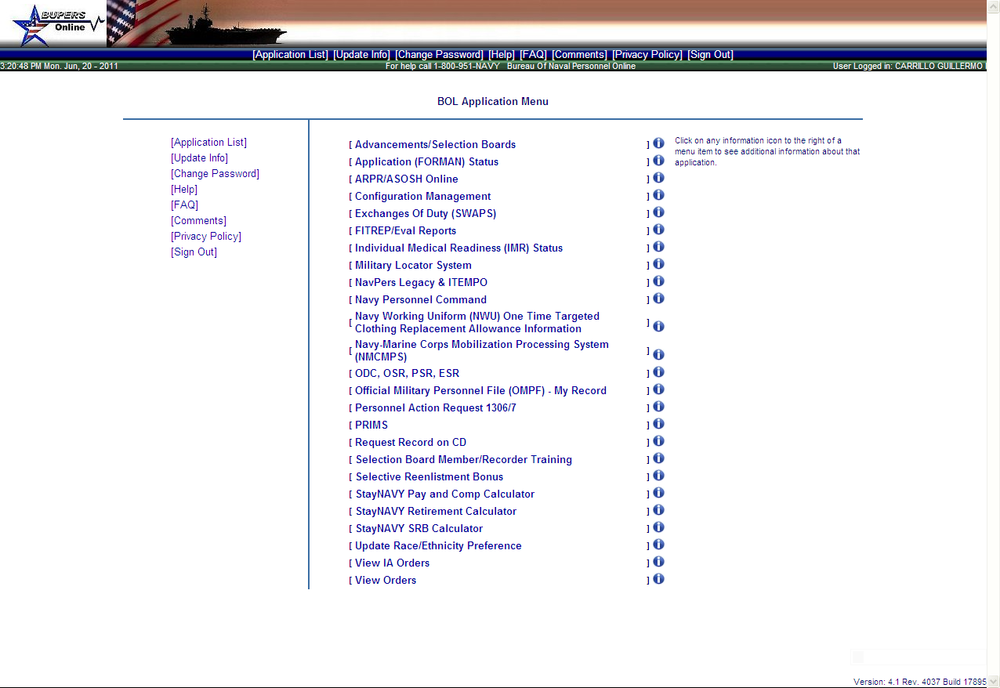 BUPERS
Online
[Application List] [Update Info] [Change Password] [Help] [FAQ] [Comments] [Privacy Policy] [Sign Out]
3:20:48 PM Mon. Jun, 20 - 2011 For help call 1-800-951-NAVY Bureau Of Naval Personnel Online User Logged in: CARRILLO GUILLERMO
BOL Application Menu
[Application List]
[Update Info]
[Change Password]
[Help]
[FAQ]
[Comments]
[Privacy Policy]
[Sign Out]
[ Advancements/Selection Boards ]
[ Application (FORMAN) Status ]
[ ARPR/ASOSH Online ]
[ Configuration Management ]
[ Exchanges Of Duty (SWAPS) ]
[ FITREP/Eval Reports ]
[ Individual Medical Readiness (IMR) Status ]
[ Military Locator System ]
[ NavPers Legacy & ITEMPO ]
[ Navy Personnel Command ]
[ Navy Working Uniform (NWU) One Time Targeted
Clothing Replacement Allowance Information ]
[ Navy-Marine Corps Mobilization Processing System
(NMCMPS) ]
[ ODC, OSR, PSR, ESR ]
[ Official Military Personnel File (OMPF) - My Record ]
[ Personnel Action Request 1306/7 ]
[ PRIMS ]
[ Request Record on CD ]
[ Selection Board Member/Recorder Training ]
[ Selective Reenlistment Bonus ]
[ StayNAVY Pay and Comp Calculator ]
[ StayNAVY Retirement Calculator ]
[ StayNAVY SRB Calculator ]
[ Update Race/Ethnicity Preference ]
[ View IA Orders ]
[ View Orders ]
Click on any information icon to the right of a
menu item to see additional information about that
application.
Version: 4.1 Rev. 4037 Build 17895